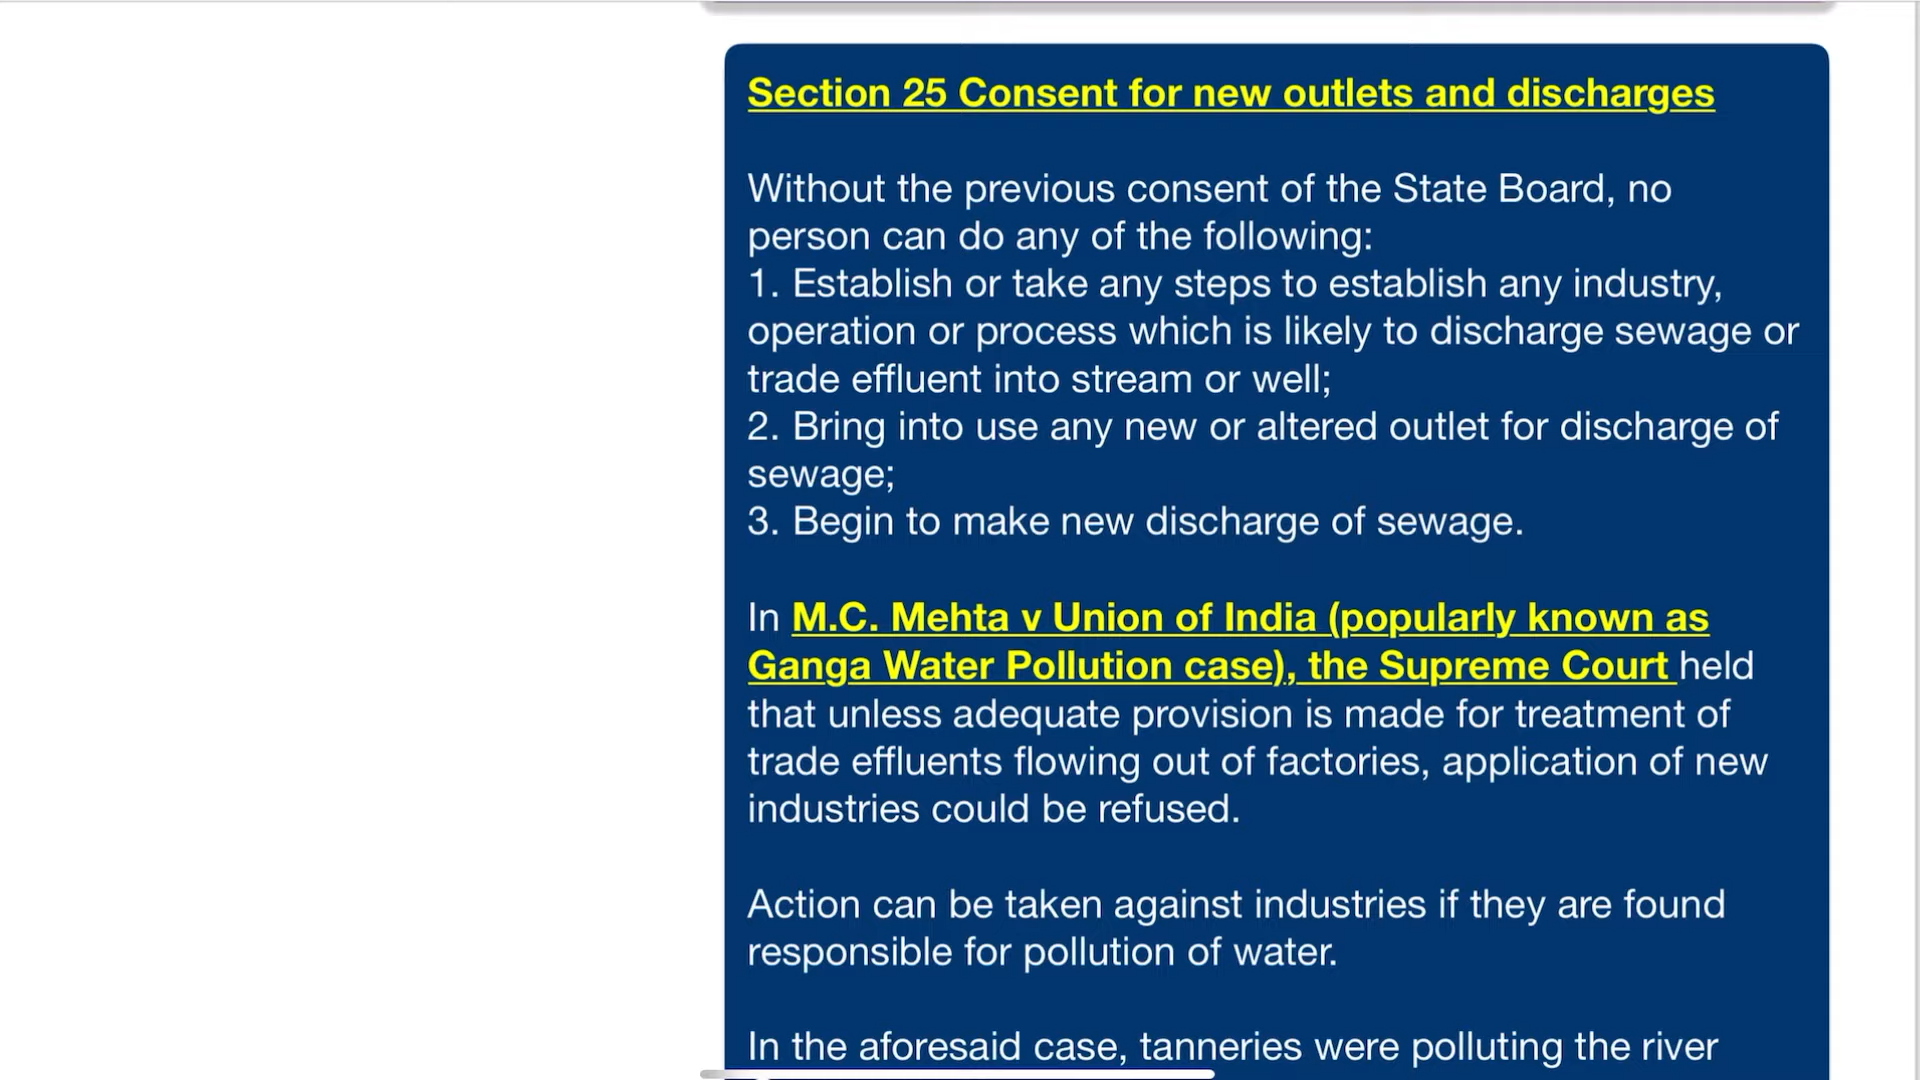 Section 25 Consent for new outlets and discharges
Without the previous consent of the State Board, no
person can do any of the following:
1. Establish or take any steps to establish any industry,
operation or process which is likely to discharge sewage or
trade effluent into stream or well;
2. Bring into use any new or altered outlet for discharge of
sewage;
3. Begin to make new discharge of sewage.
In M.C. Mehta v Union of India (popularly known as
Ganga Water Pollution case), the Supreme Court held
that unless adequate provision is made for treatment of
trade effluents flowing out of factories, application of new
industries could be refused.
Action can be taken against industries if they are found
responsible for pollution of water.
In the aforesaid case, tanneries were polluting the river